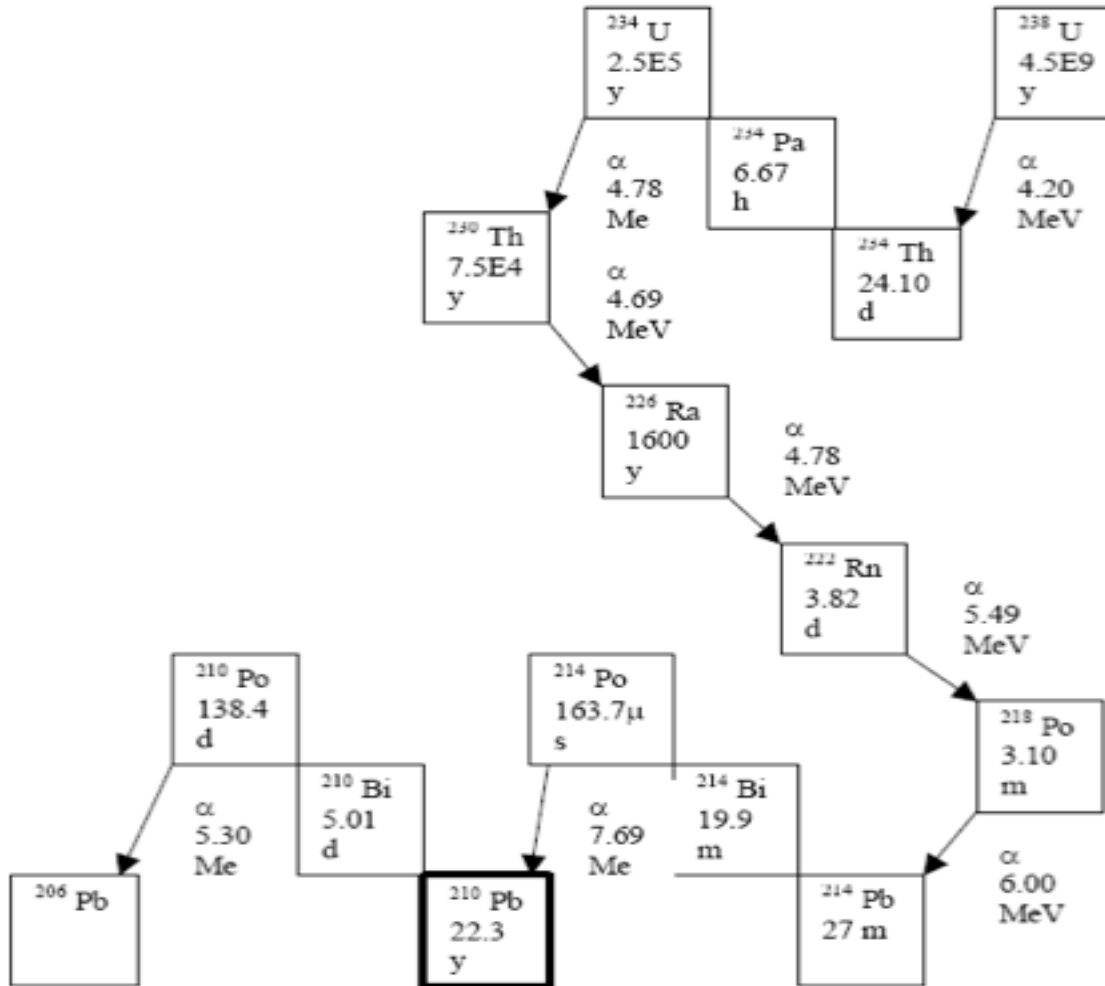 ²³⁴ U
2.5E5
y
²³⁸ U
4.5E9
y
²³⁴ Pa
6.67
h
α
4.78
Me
α
4.20
MeV
²³⁰ Th
7.5E4
y
α
4.69
MeV
²³⁴ Th
24.10
d
²²⁶ Ra
1600
y
α
4.78
MeV
²²² Rn
3.82
d
α
5.49
MeV
²¹⁰ Po
138.4
d
²¹⁴ Po
163.7µ
s
²¹⁸ Po
3.10
m
α
5.30
Me
²¹⁰ Bi
5.01
d
α
7.69
Me
²¹⁴ Bi
19.9
m
α
6.00
MeV
²⁰⁶ Pb
²¹⁰ Pb
22.3
y
²¹⁴ Pb
27 m